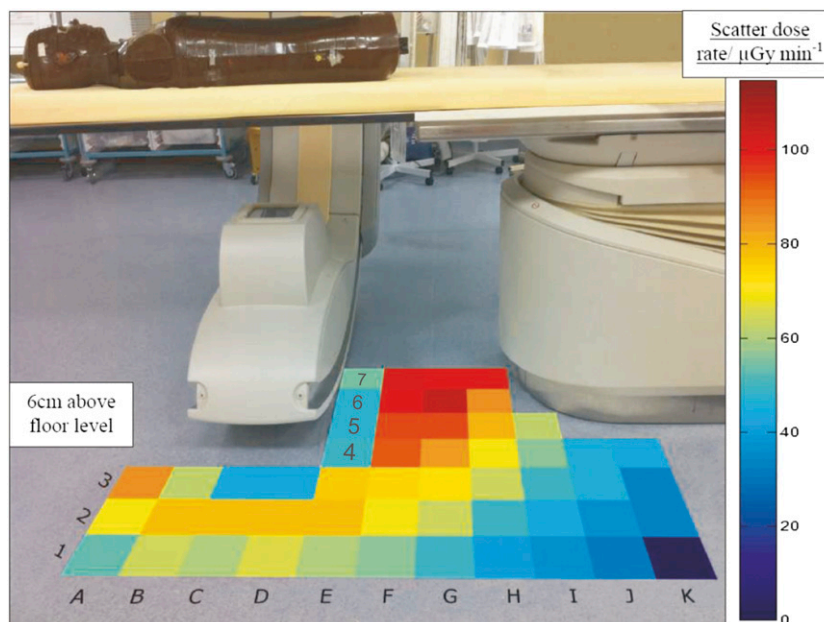 Scatter dose
rate/ μGy min⁻¹
100
80
60
40
20
0
6cm above
floor level
7
6
5
4
3
2
1
A B C D E F G H I J K